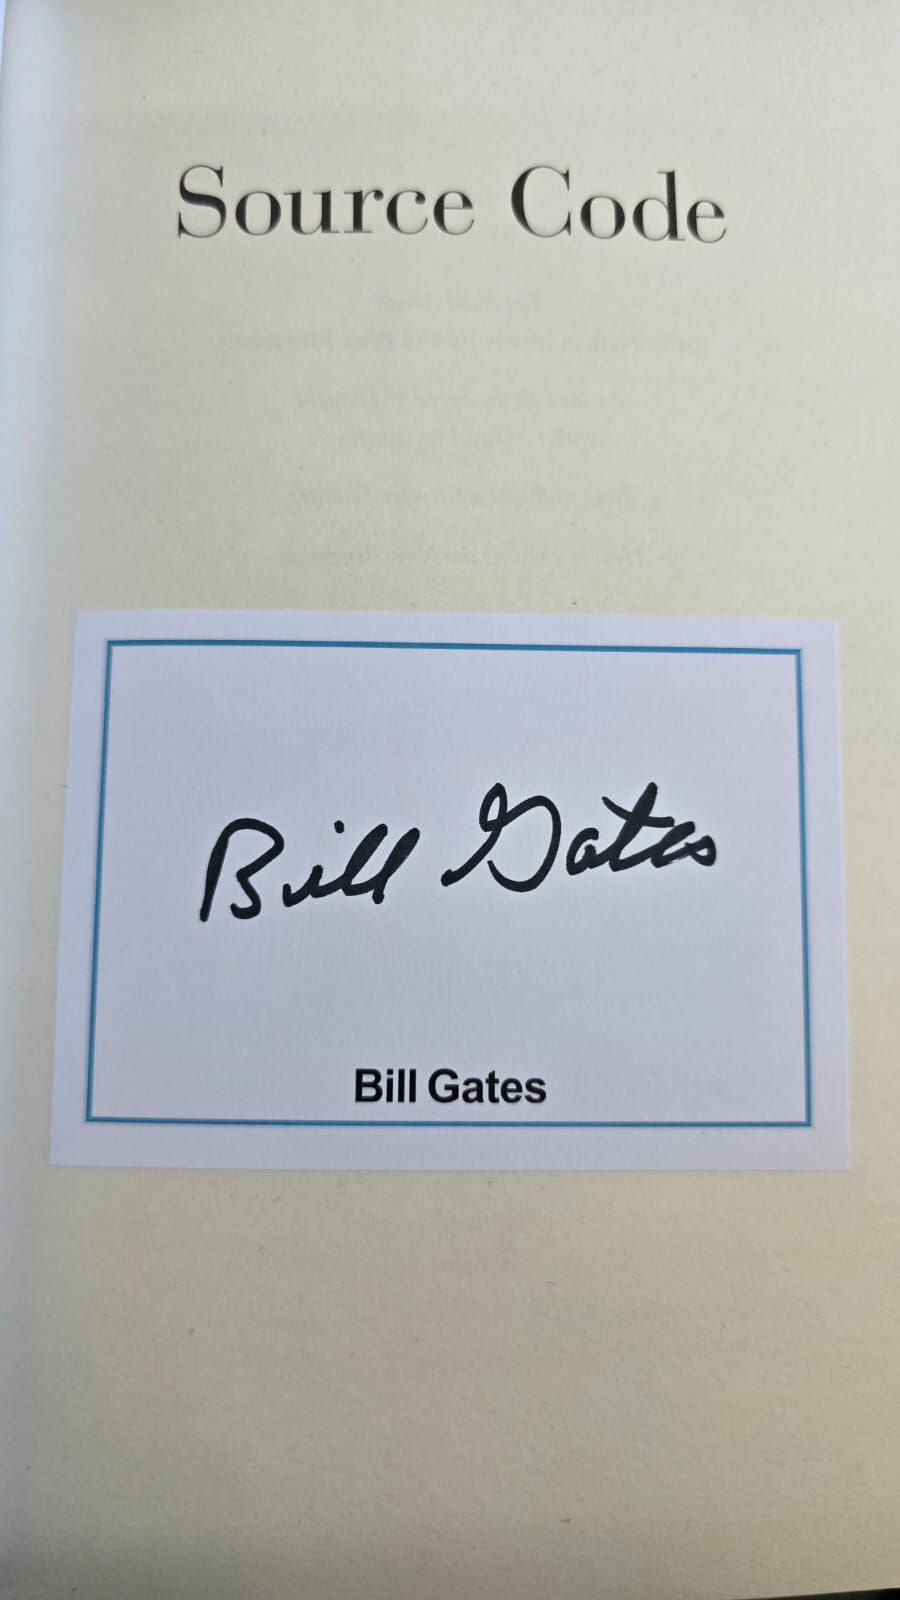 Source Code
Bill Gates
Bill Gates